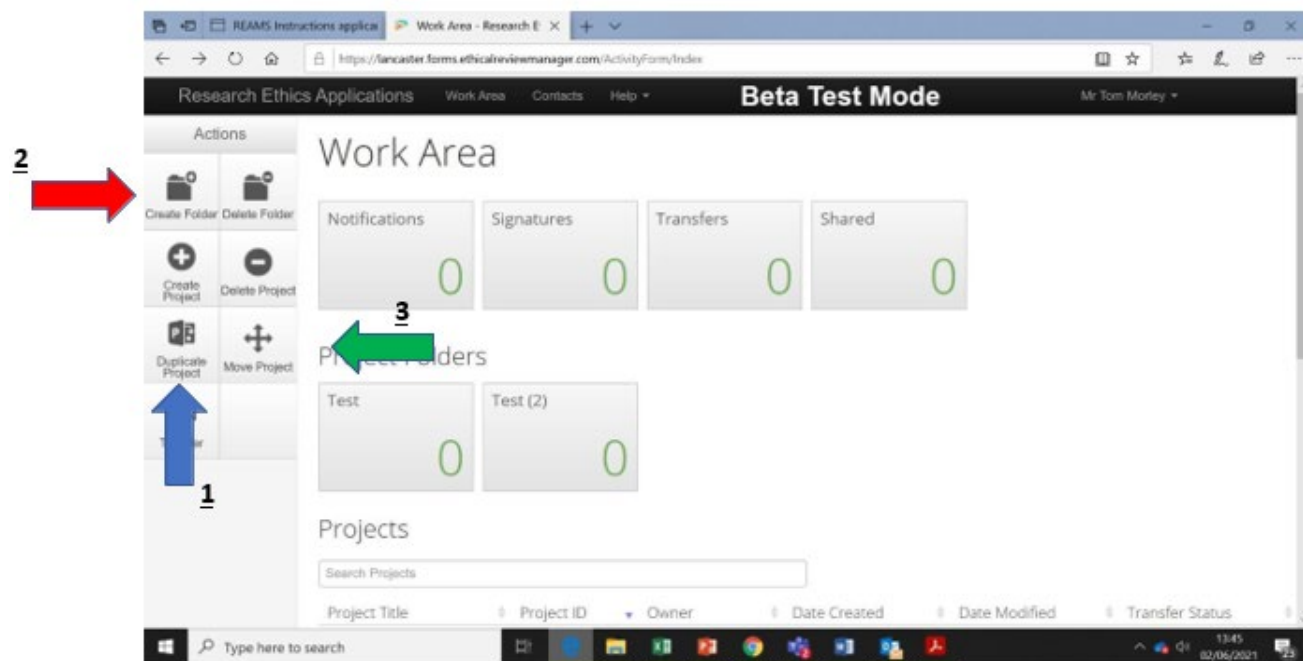 REAMS Instructions applicat
Work Area - Research E
https://lancaster.forms.ethicalreviewmanager.com/ActivityForm/Index
Research Ethics Applications
Work Area
Contacts
Help
Beta Test Mode
Mr Tom Morley
Actions
2
Create Folder
Delete Folder
Create
Project
Delete Project
Duplicate
Project
Move Project
1
3
Work Area
Notifications
0
Signatures
0
Transfers
0
Shared
0
Folders
Test
0
Test (2)
0
Projects
Search Projects
Project Title
Project ID
Owner
Date Created
Date Modified
Transfer Status
Type here to search
13:45
02/06/2021